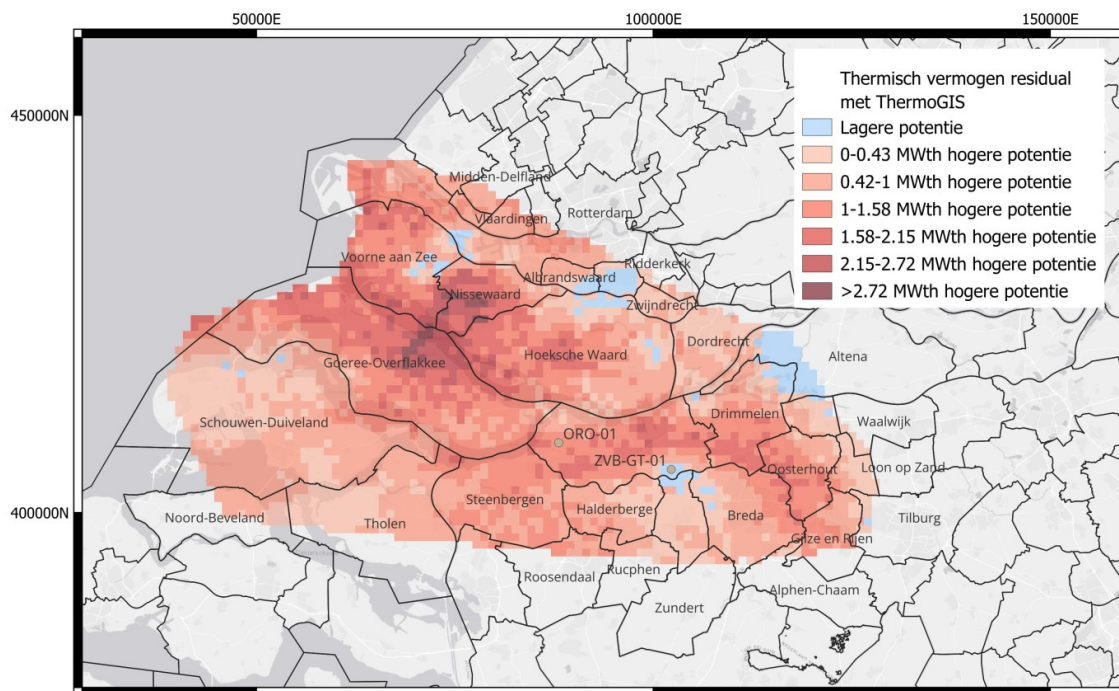 50000E
100000E
150000E
450000N
400000N
Thermisch vermogen residual
met ThermoGIS
Lagere potentie
0-0.43 MWth hogere potentie
0.42-1 MWth hogere potentie
1-1.58 MWth hogere potentie
1.58-2.15 MWth hogere potentie
2.15-2.72 MWth hogere potentie
>2.72 MWth hogere potentie
Midden-Delfland
Vlaardingen
Rotterdam
Voorne aan Zee
Albrandswaard
Ridderkerk
Nissewaard
Zwijndrecht
Goeree-Overflakkee
Hoeksche Waard
Dordrecht
Altena
Schouwen-Duiveland
Drimmelen
Waalwijk
ORO-01
ZVB-GT-01
Oosterhout
Loon op Zand
Steenbergen
Halderberge
Breda
Noord-Beveland
Tholen
Tilburg
Gilze en Rijen
Roosendaal
Rucphen
Zundert
Alphen-Chaam